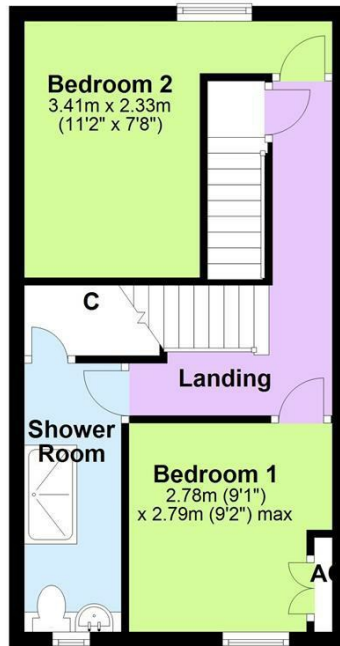 Bedroom 2
3.41m x 2.33m
(11'2" x 7'8")
C
Landing
Shower
Room
Bedroom 1
2.78m (9'1")
x 2.79m (9'2") max